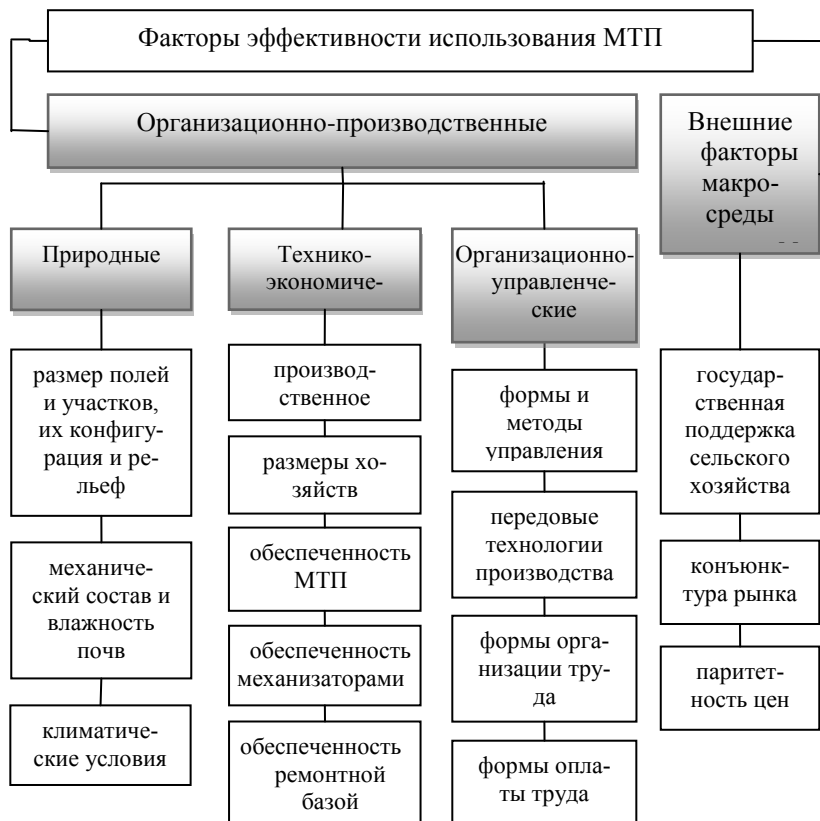 Факторы эффективности использования МТП
Организационно-производственные
Внешние
факторы
макро-
среды
Природные
Технико-
экономиче-
Организационно-
управленче-
ские
размер полей
и участков,
их конфигу-
рация и ре-
льеф
механиче-
ский состав и
влажность
почв
климатиче-
ские условия
производ-
ственное
размеры хо-
зяйств
обеспеченность
МТП
обеспеченность
механизаторами
обеспеченность
ремонтной
базой
формы и
методы
управления
передовые
технологии
производства
формы орга-
низации тру-
да
формы опла-
ты труда
государ-
ственная
поддержка
сельского
хозяйства
конъюнк-
тура рынка
паритет-
ность цен